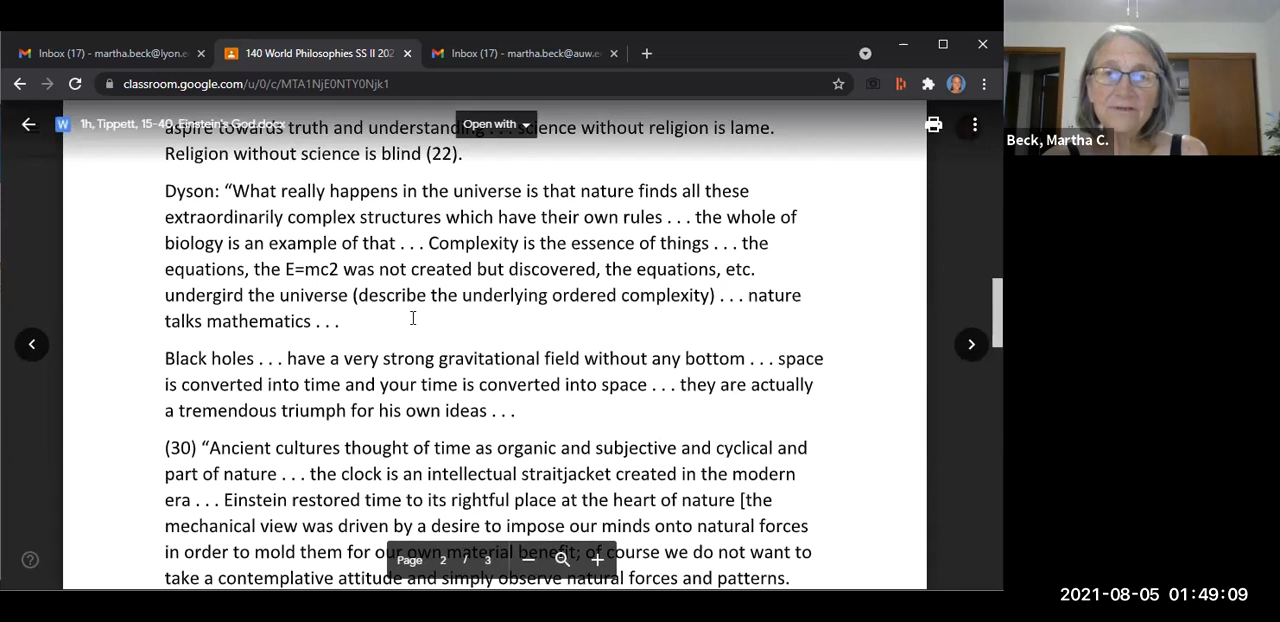 Inbox (17) - martha.beck@lyon.e
140 World Philosophies SS II 202
Inbox (17) - martha.beck@auw.e
classroom.google.com/u/0/c/MTA1NjE0NTY0Njk1
1h, Tippett, 15-40, Einstein's God.docx
Open with
aspire towards truth and understanding . . . science without religion is lame.
Religion without science is blind (22).
Dyson: “What really happens in the universe is that nature finds all these
extraordinarily complex structures which have their own rules . . . the whole of
biology is an example of that . . . Complexity is the essence of things . . . the
equations, the E=mc2 was not created but discovered, the equations, etc.
undergird the universe (describe the underlying ordered complexity) . . . nature
talks mathematics . . .
Black holes . . . have a very strong gravitational field without any bottom . . . space
is converted into time and your time is converted into space . . . they are actually
a tremendous triumph for his own ideas . . .
(30) “Ancient cultures thought of time as organic and subjective and cyclical and
part of nature . . . the clock is an intellectual straitjacket created in the modern
era . . . Einstein restored time to its rightful place at the heart of nature [the
mechanical view was driven by a desire to impose our minds onto natural forces
in order to mold them for our own material benefit; of course we do not want to
take a contemplative attitude and simply observe natural forces and patterns.
Page 2 / 3
Beck, Martha C.
2021-08-05 01:49:09